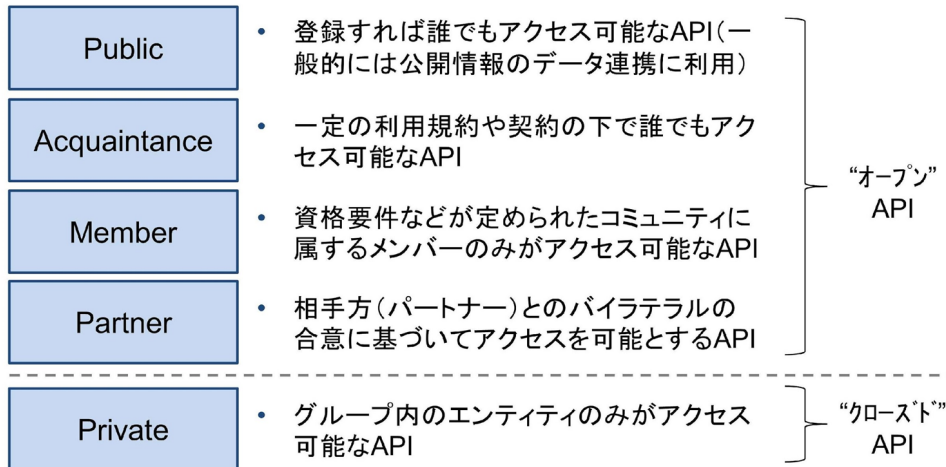 Public
• 登録すれば誰でもアクセス可能なAPI（一
般的には公開情報のデータ連携に利用）
Acquaintance
• 一定の利用規約や契約の下で誰でもアク
セス可能なAPI
Member
• 資格要件などが定められたコミュニティに
属するメンバーのみがアクセス可能なAPI
Partner
• 相手方（パートナー）とのバイラテラルの
合意に基づいてアクセスを可能とするAPI
“ｵｰﾌﾟﾝ”
API
Private
• グループ内のエンティティのみがアクセス
可能なAPI
“ｸﾛｰｽﾞﾄﾞ”
API